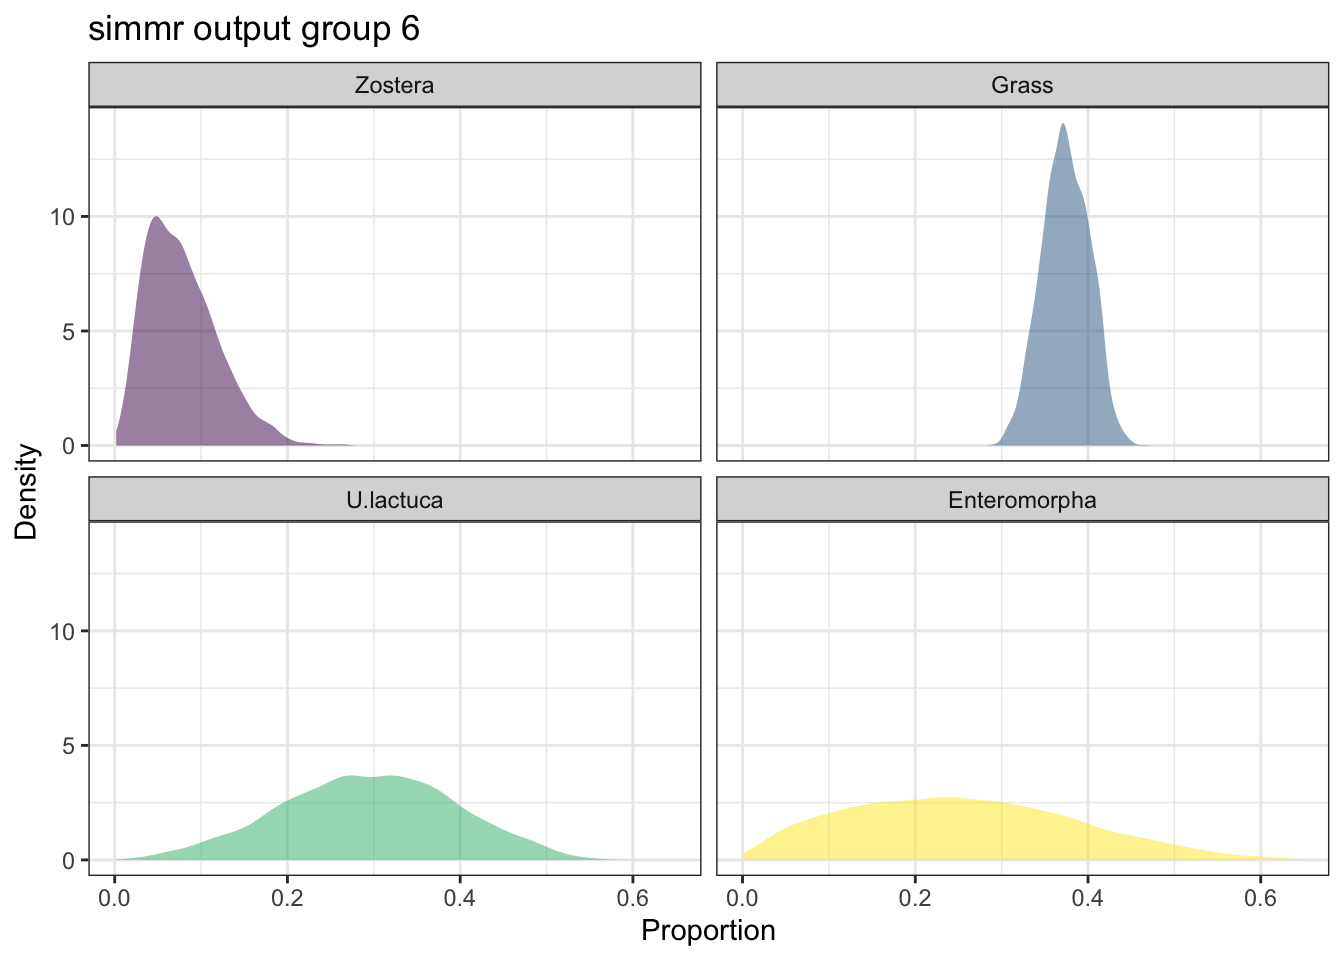 simmr output group 6
Zostera
Grass
10
5
0
U.lactuca
Enteromorpha
10
5
0
Density
0.0 0.2 0.4 0.6 0.0 0.2 0.4 0.6
Proportion